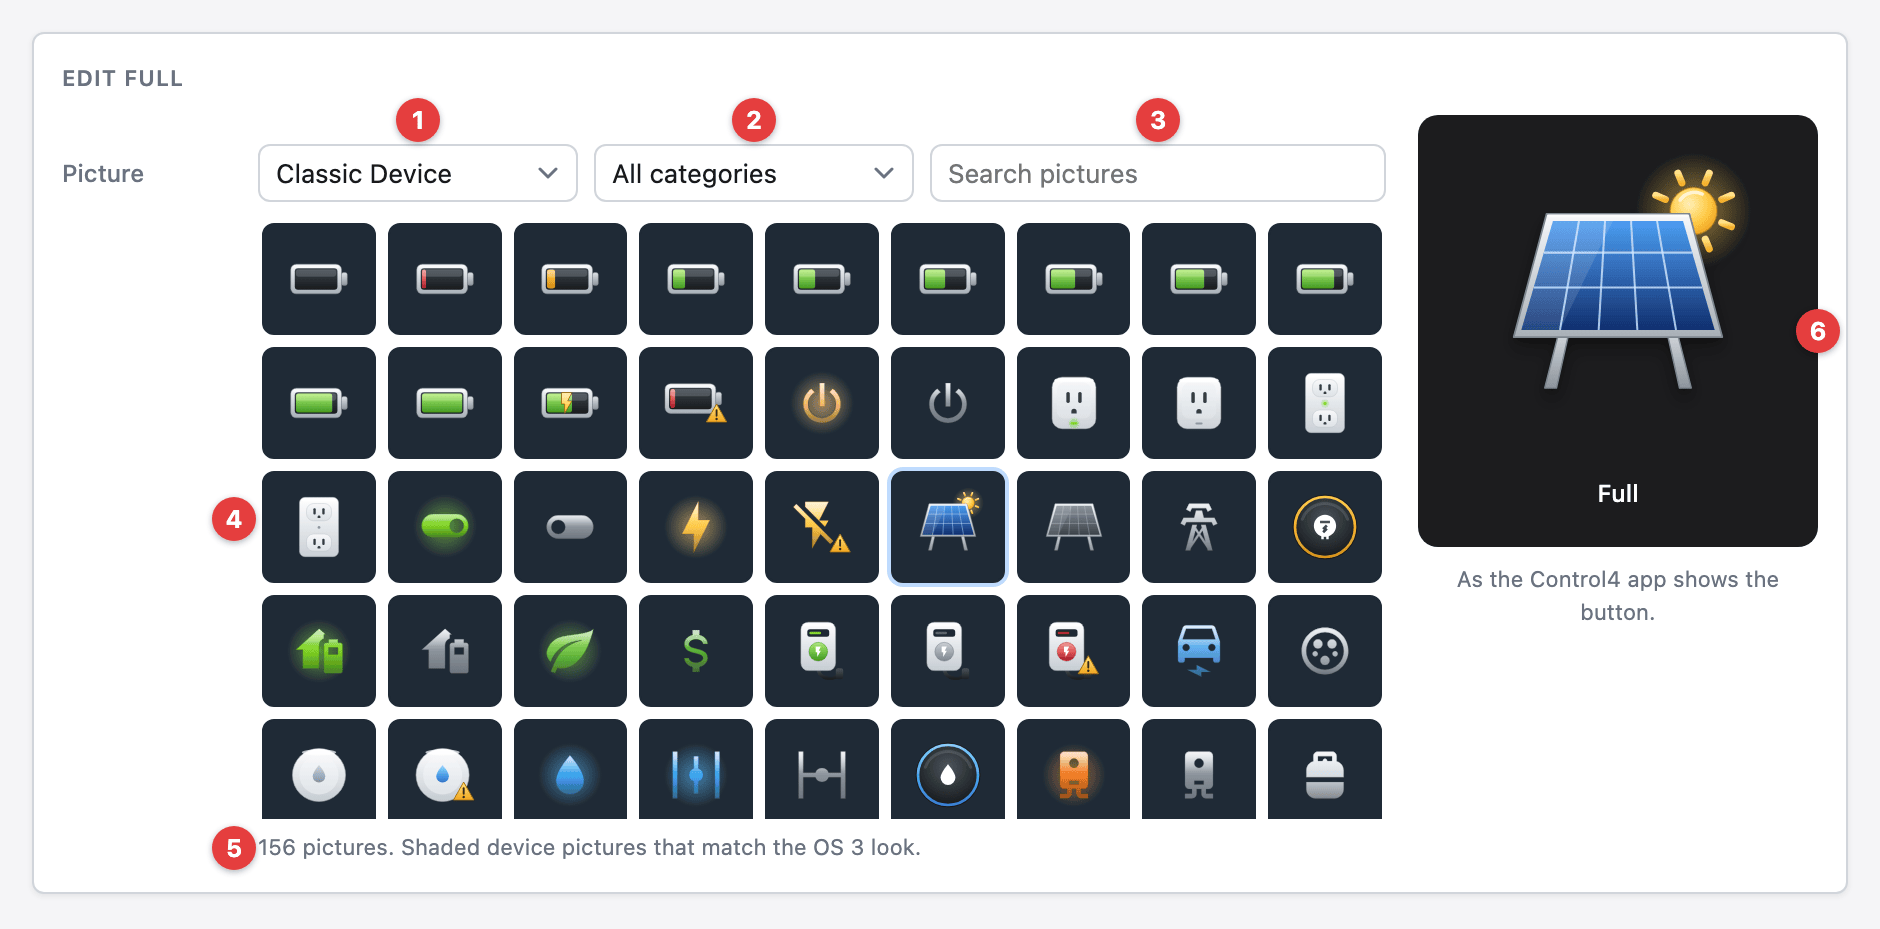 EDIT FULL
1
2
3
Picture
Classic Device
All categories
Search pictures
6
Full
4
As the Control4 app shows the
button.
5
156 pictures. Shaded device pictures that match the OS 3 look.